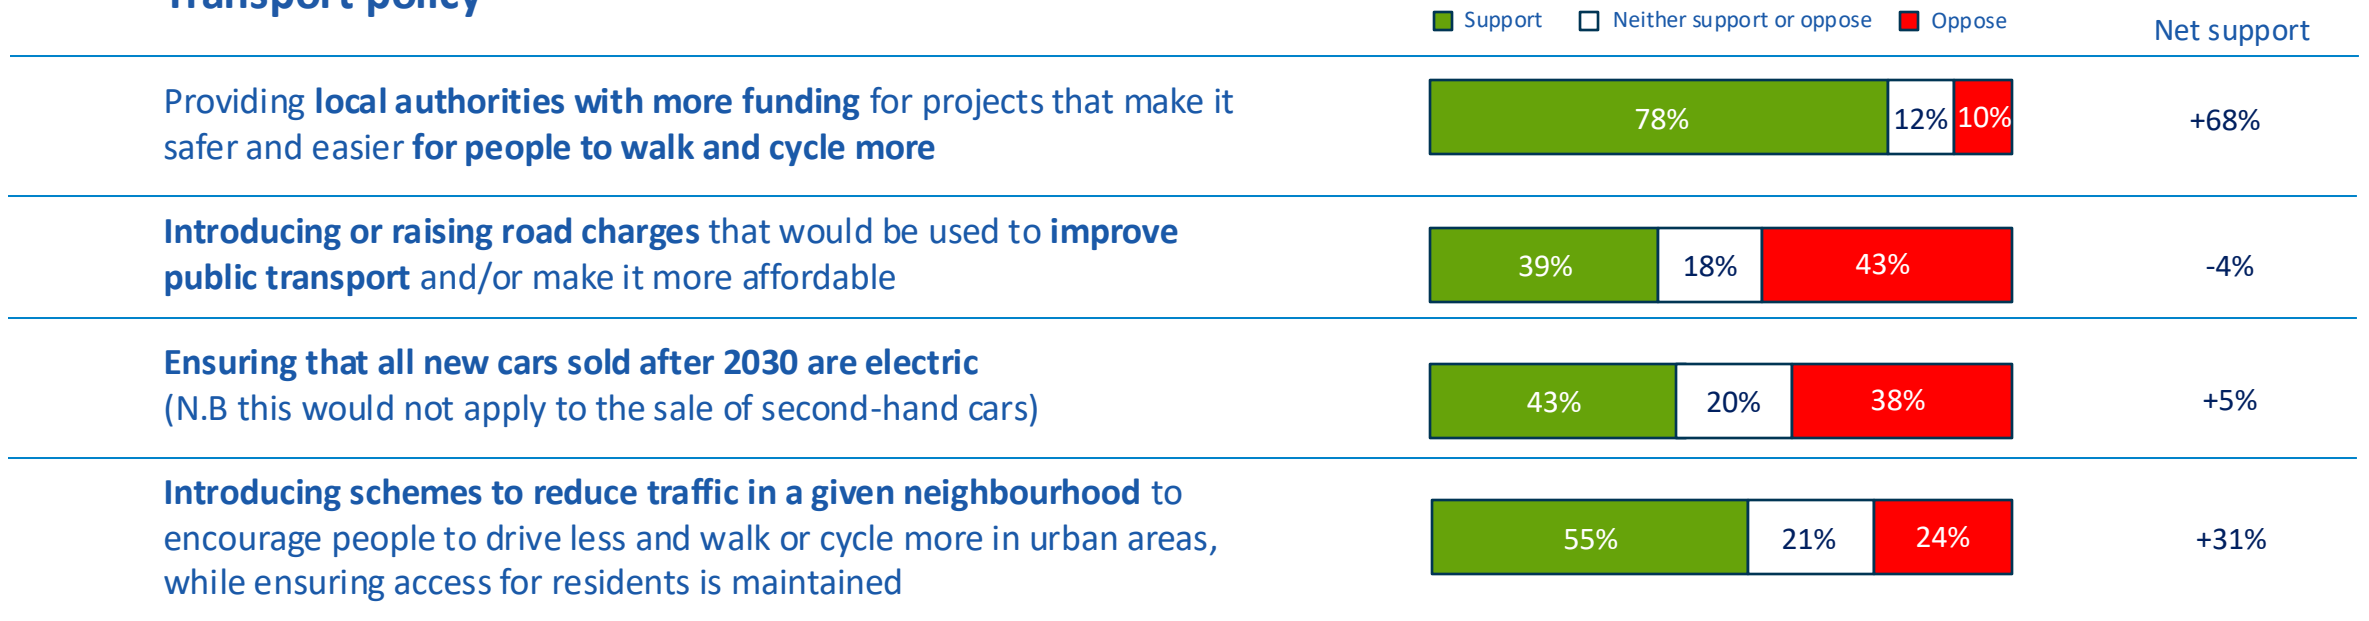 Transport policy
Support Neither support or oppose Oppose Net support
Providing local authorities with more funding for projects that make it
safer and easier for people to walk and cycle more
78% 12% 10% +68%
Introducing or raising road charges that would be used to improve
public transport and/or make it more affordable
39% 18% 43% -4%
Ensuring that all new cars sold after 2030 are electric
(N.B this would not apply to the sale of second-hand cars)
43% 20% 38% +5%
Introducing schemes to reduce traffic in a given neighbourhood to
encourage people to drive less and walk or cycle more in urban areas,
while ensuring access for residents is maintained
55% 21% 24% +31%